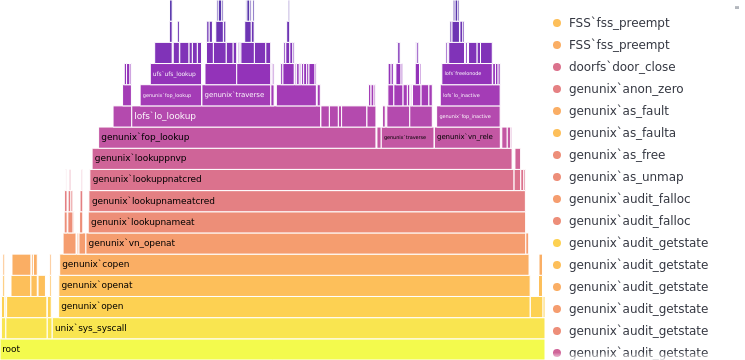 ufs`ufs_lookup
lofs`freelonode
genunix`fop_lookup
genunix`traverse
lofs`lo_inactive
lofs`lo_lookup
genunix`fop_inactive
genunix`fop_lookup
genunix`traverse
genunix`vn_rele
genunix`lookuppnvp
genunix`lookuppnatcred
genunix`lookupnameatcred
genunix`lookupnameat
genunix`vn_openat
genunix`copen
genunix`openat
genunix`open
unix`sys_syscall
root
FSS`fss_preempt
FSS`fss_preempt
doorfs`door_close
genunix`anon_zero
genunix`as_fault
genunix`as_faulta
genunix`as_free
genunix`as_unmap
genunix`audit_falloc
genunix`audit_falloc
genunix`audit_getstate
genunix`audit_getstate
genunix`audit_getstate
genunix`audit_getstate
genunix`audit_getstate
genunix`audit_getstate